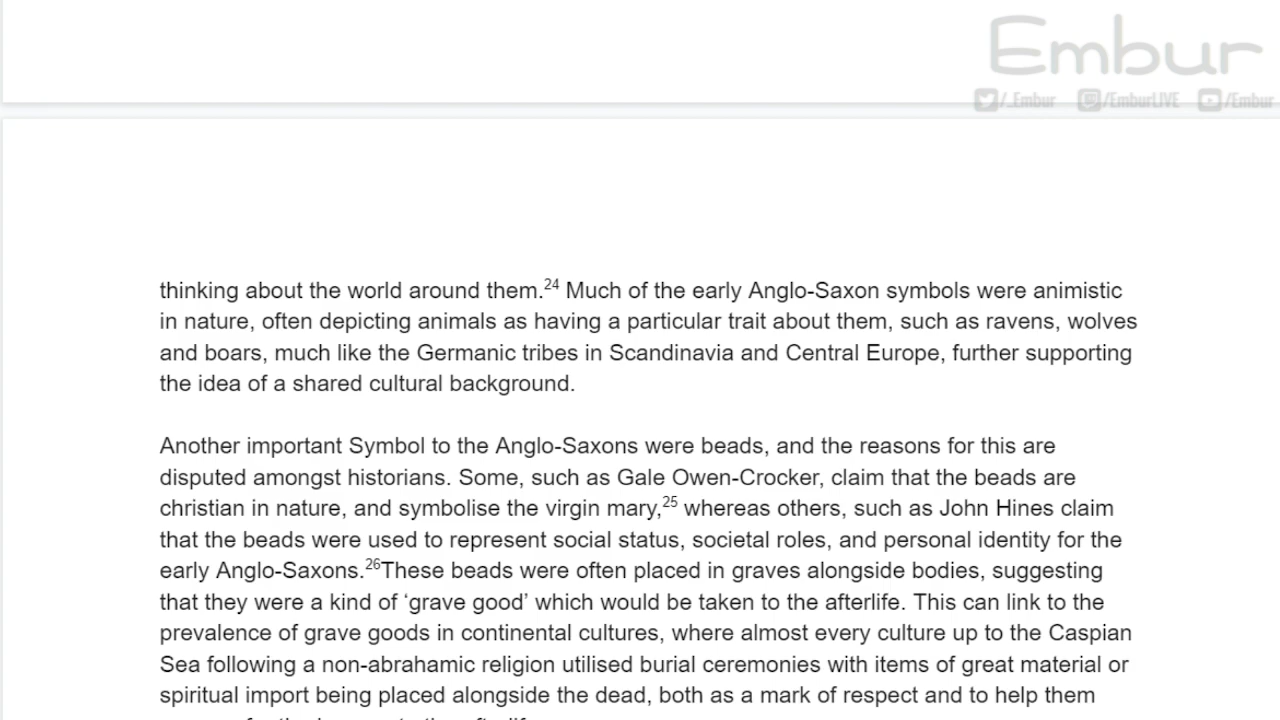 Embur
/_Embur /EmburLIVE /Embur
thinking about the world around them.24 Much of the early Anglo-Saxon symbols were animistic
in nature, often depicting animals as having a particular trait about them, such as ravens, wolves
and boars, much like the Germanic tribes in Scandinavia and Central Europe, further supporting
the idea of a shared cultural background.
Another important Symbol to the Anglo-Saxons were beads, and the reasons for this are
disputed amongst historians. Some, such as Gale Owen-Crocker, claim that the beads are
christian in nature, and symbolise the virgin mary,25 whereas others, such as John Hines claim
that the beads were used to represent social status, societal roles, and personal identity for the
early Anglo-Saxons.26These beads were often placed in graves alongside bodies, suggesting
that they were a kind of ‘grave good’ which would be taken to the afterlife. This can link to the
prevalence of grave goods in continental cultures, where almost every culture up to the Caspian
Sea following a non-abrahamic religion utilised burial ceremonies with items of great material or
spiritual import being placed alongside the dead, both as a mark of respect and to help them